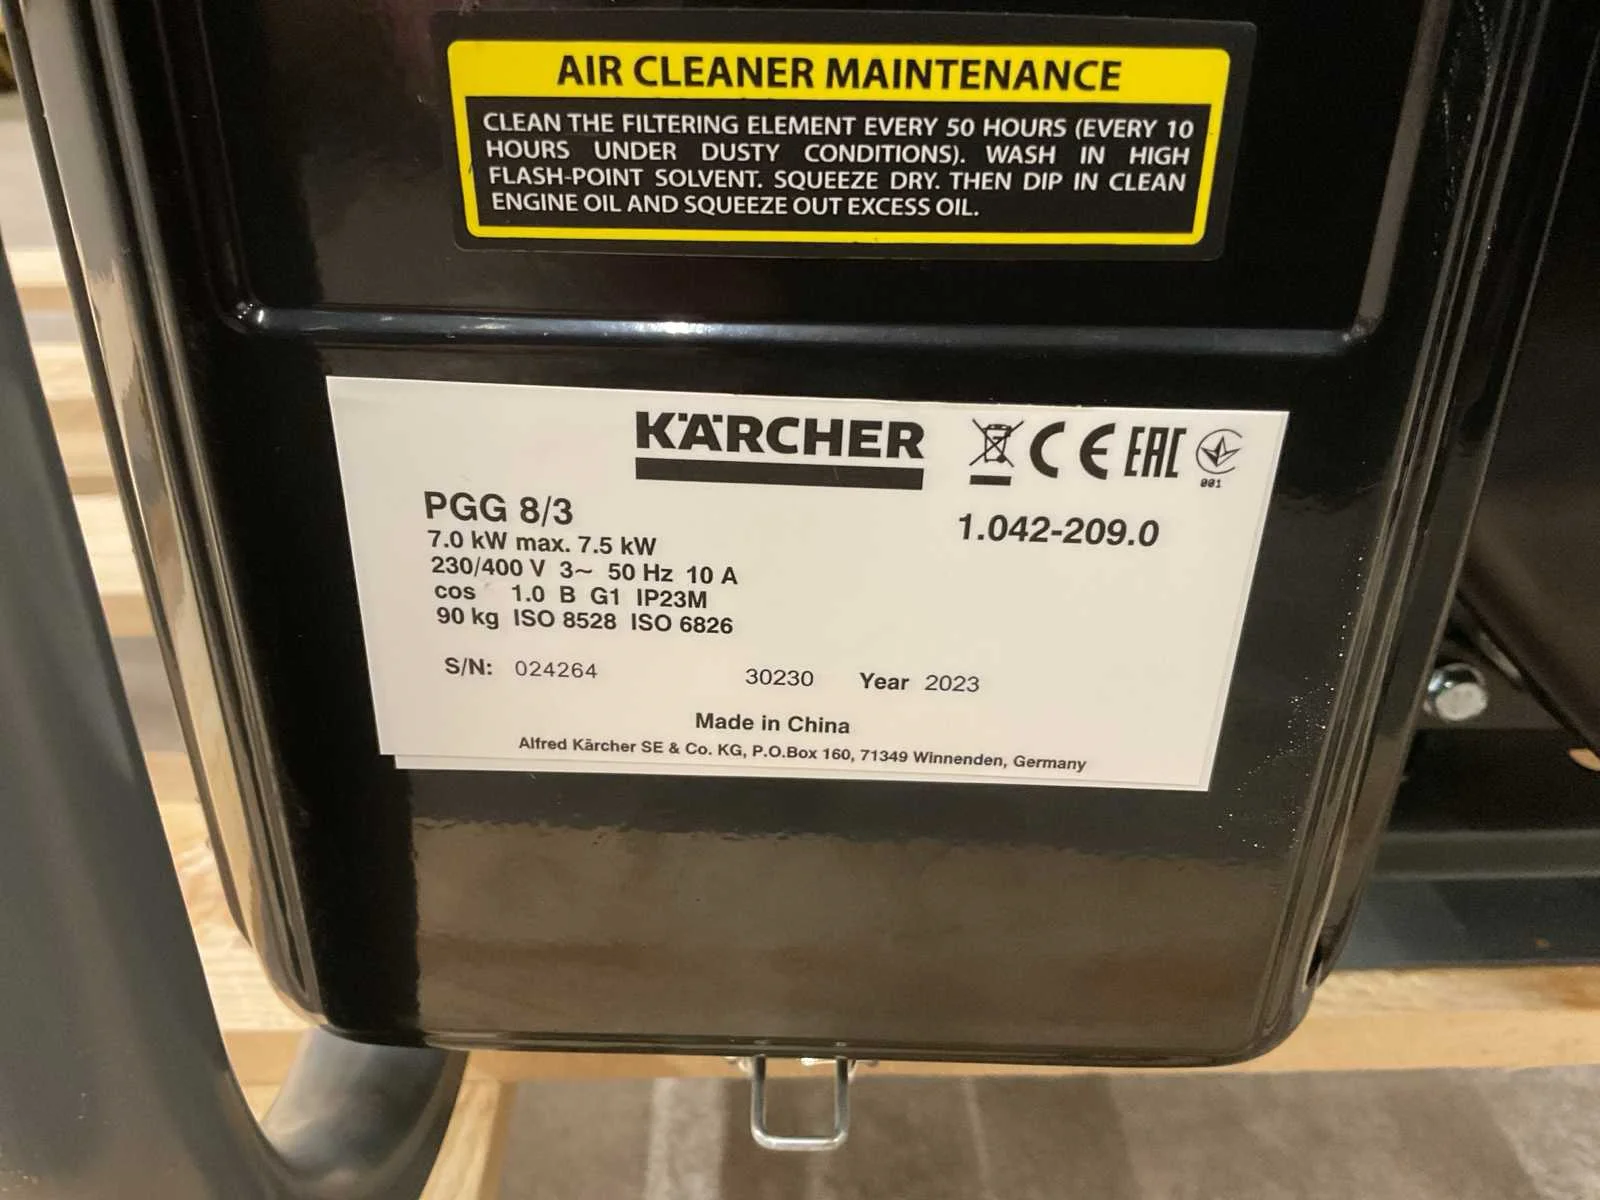 AIR CLEANER MAINTENANCE
CLEAN THE FILTERING ELEMENT EVERY 50 HOURS (EVERY 10
HOURS UNDER DUSTY CONDITIONS). WASH IN HIGH
FLASH-POINT SOLVENT. SQUEEZE DRY. THEN DIP IN CLEAN
ENGINE OIL AND SQUEEZE OUT EXCESS OIL.
KÄRCHER CE EAC
001
PGG 8/3 1.042-209.0
7.0 kW max. 7.5 kW
230/400 V 3~ 50 Hz 10 A
cos 1.0 B G1 IP23M
90 kg ISO 8528 ISO 6826
S/N: 024264 30230 Year 2023
Made in China
Alfred Kärcher SE & Co. KG, P.O.Box 160, 71349 Winnenden, Germany